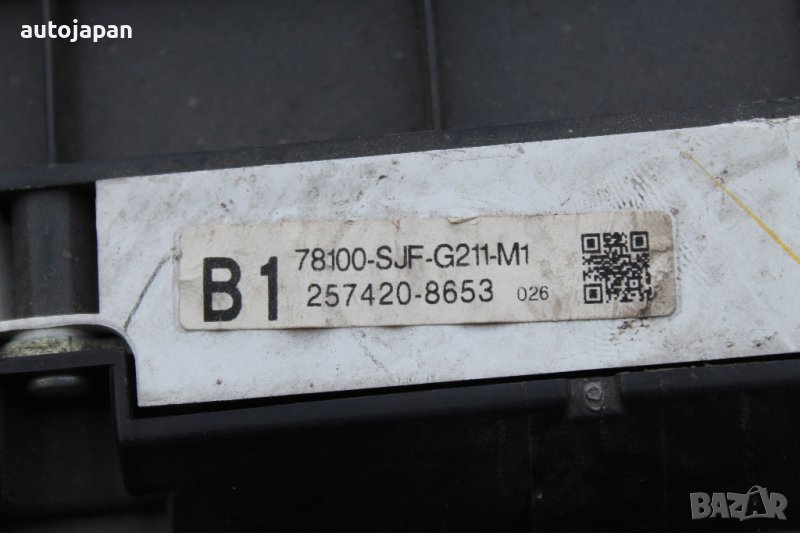 autojapan
B1
78100-SJF-G211-M1
257420-8653 026
BAZAR